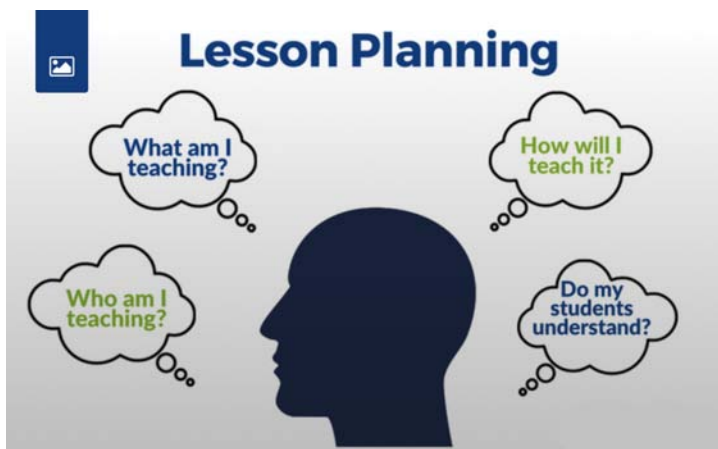 Lesson Planning
What am I
teaching?
How will I
teach it?
Who am I
teaching?
Do my
students
understand?